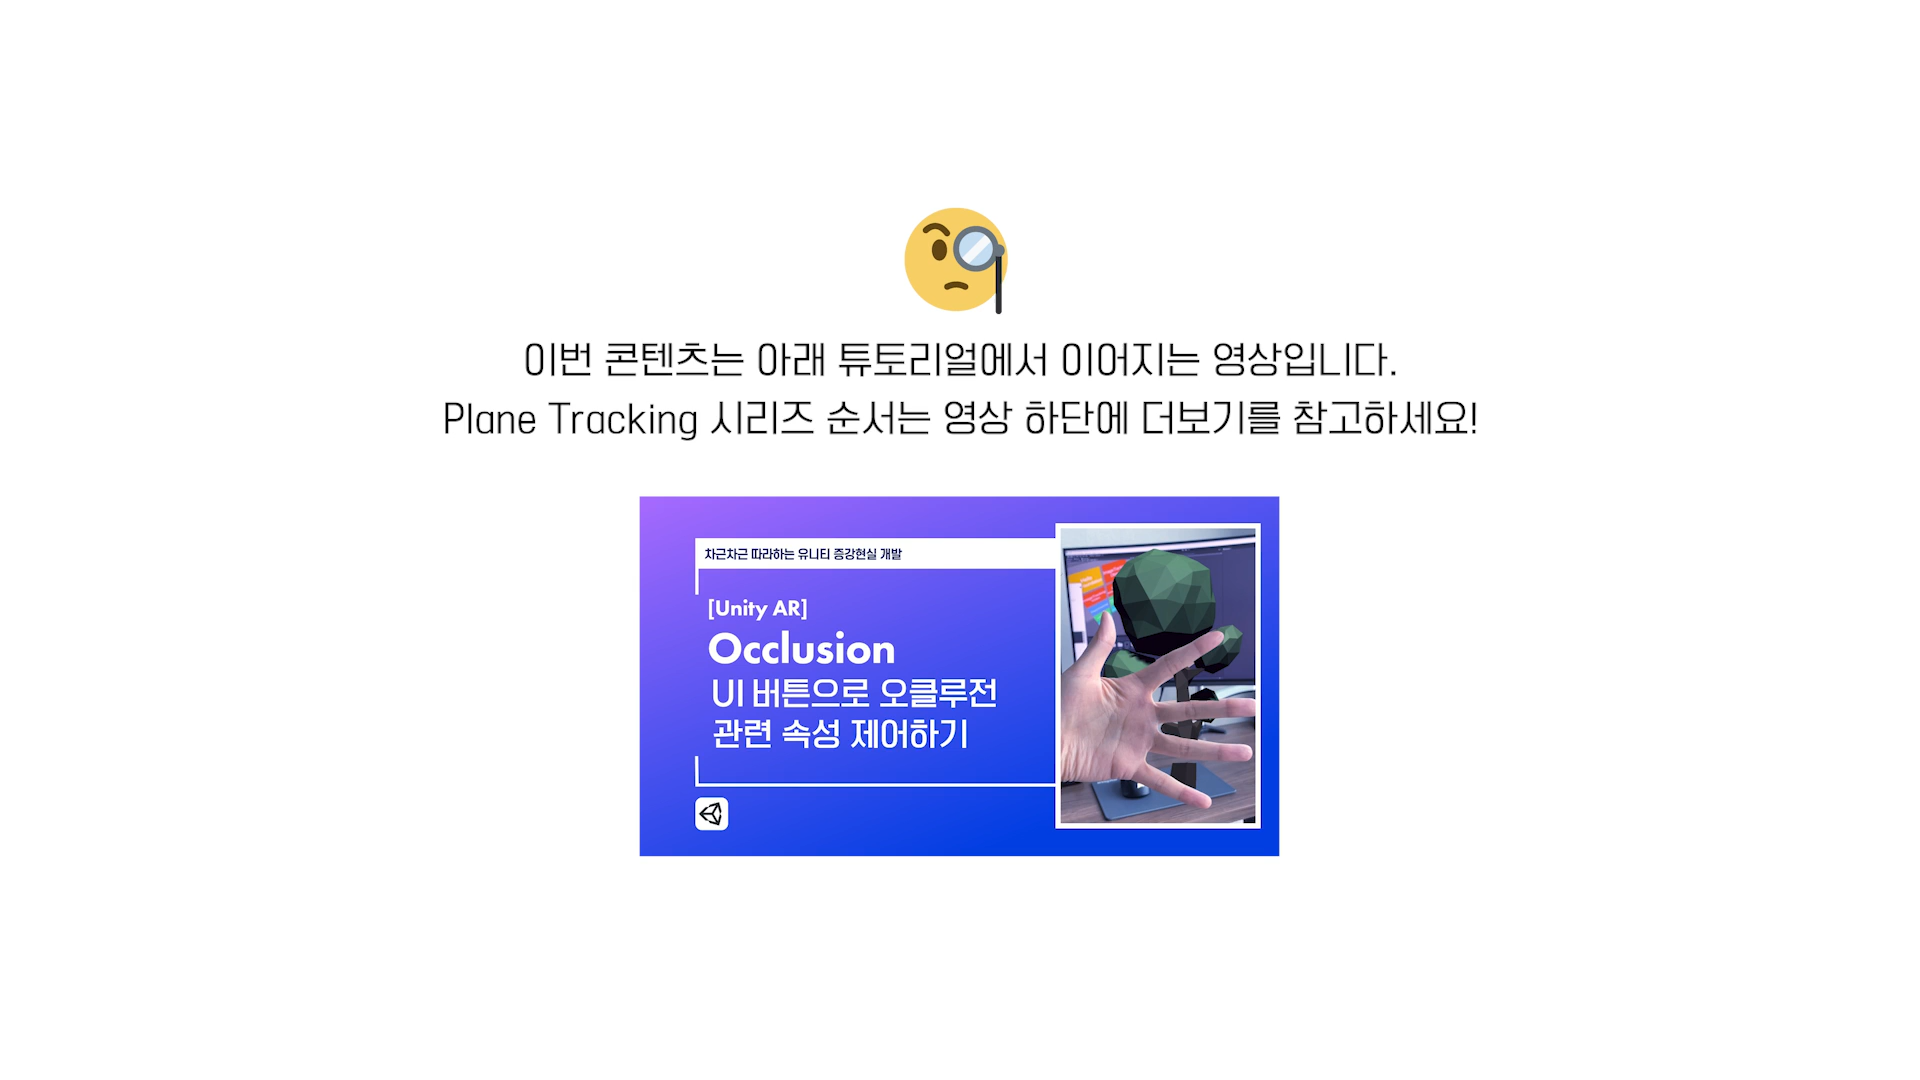 이번 콘텐츠는 아래 튜토리얼에서 이어지는 영상입니다.
Plane Tracking 시리즈 순서는 영상 하단에 더보기를 참고하세요!
차근차근 따라하는 유니티 증강현실 개발
[Unity AR]
Occlusion
UI 버튼으로 오클루전
관련 속성 제어하기